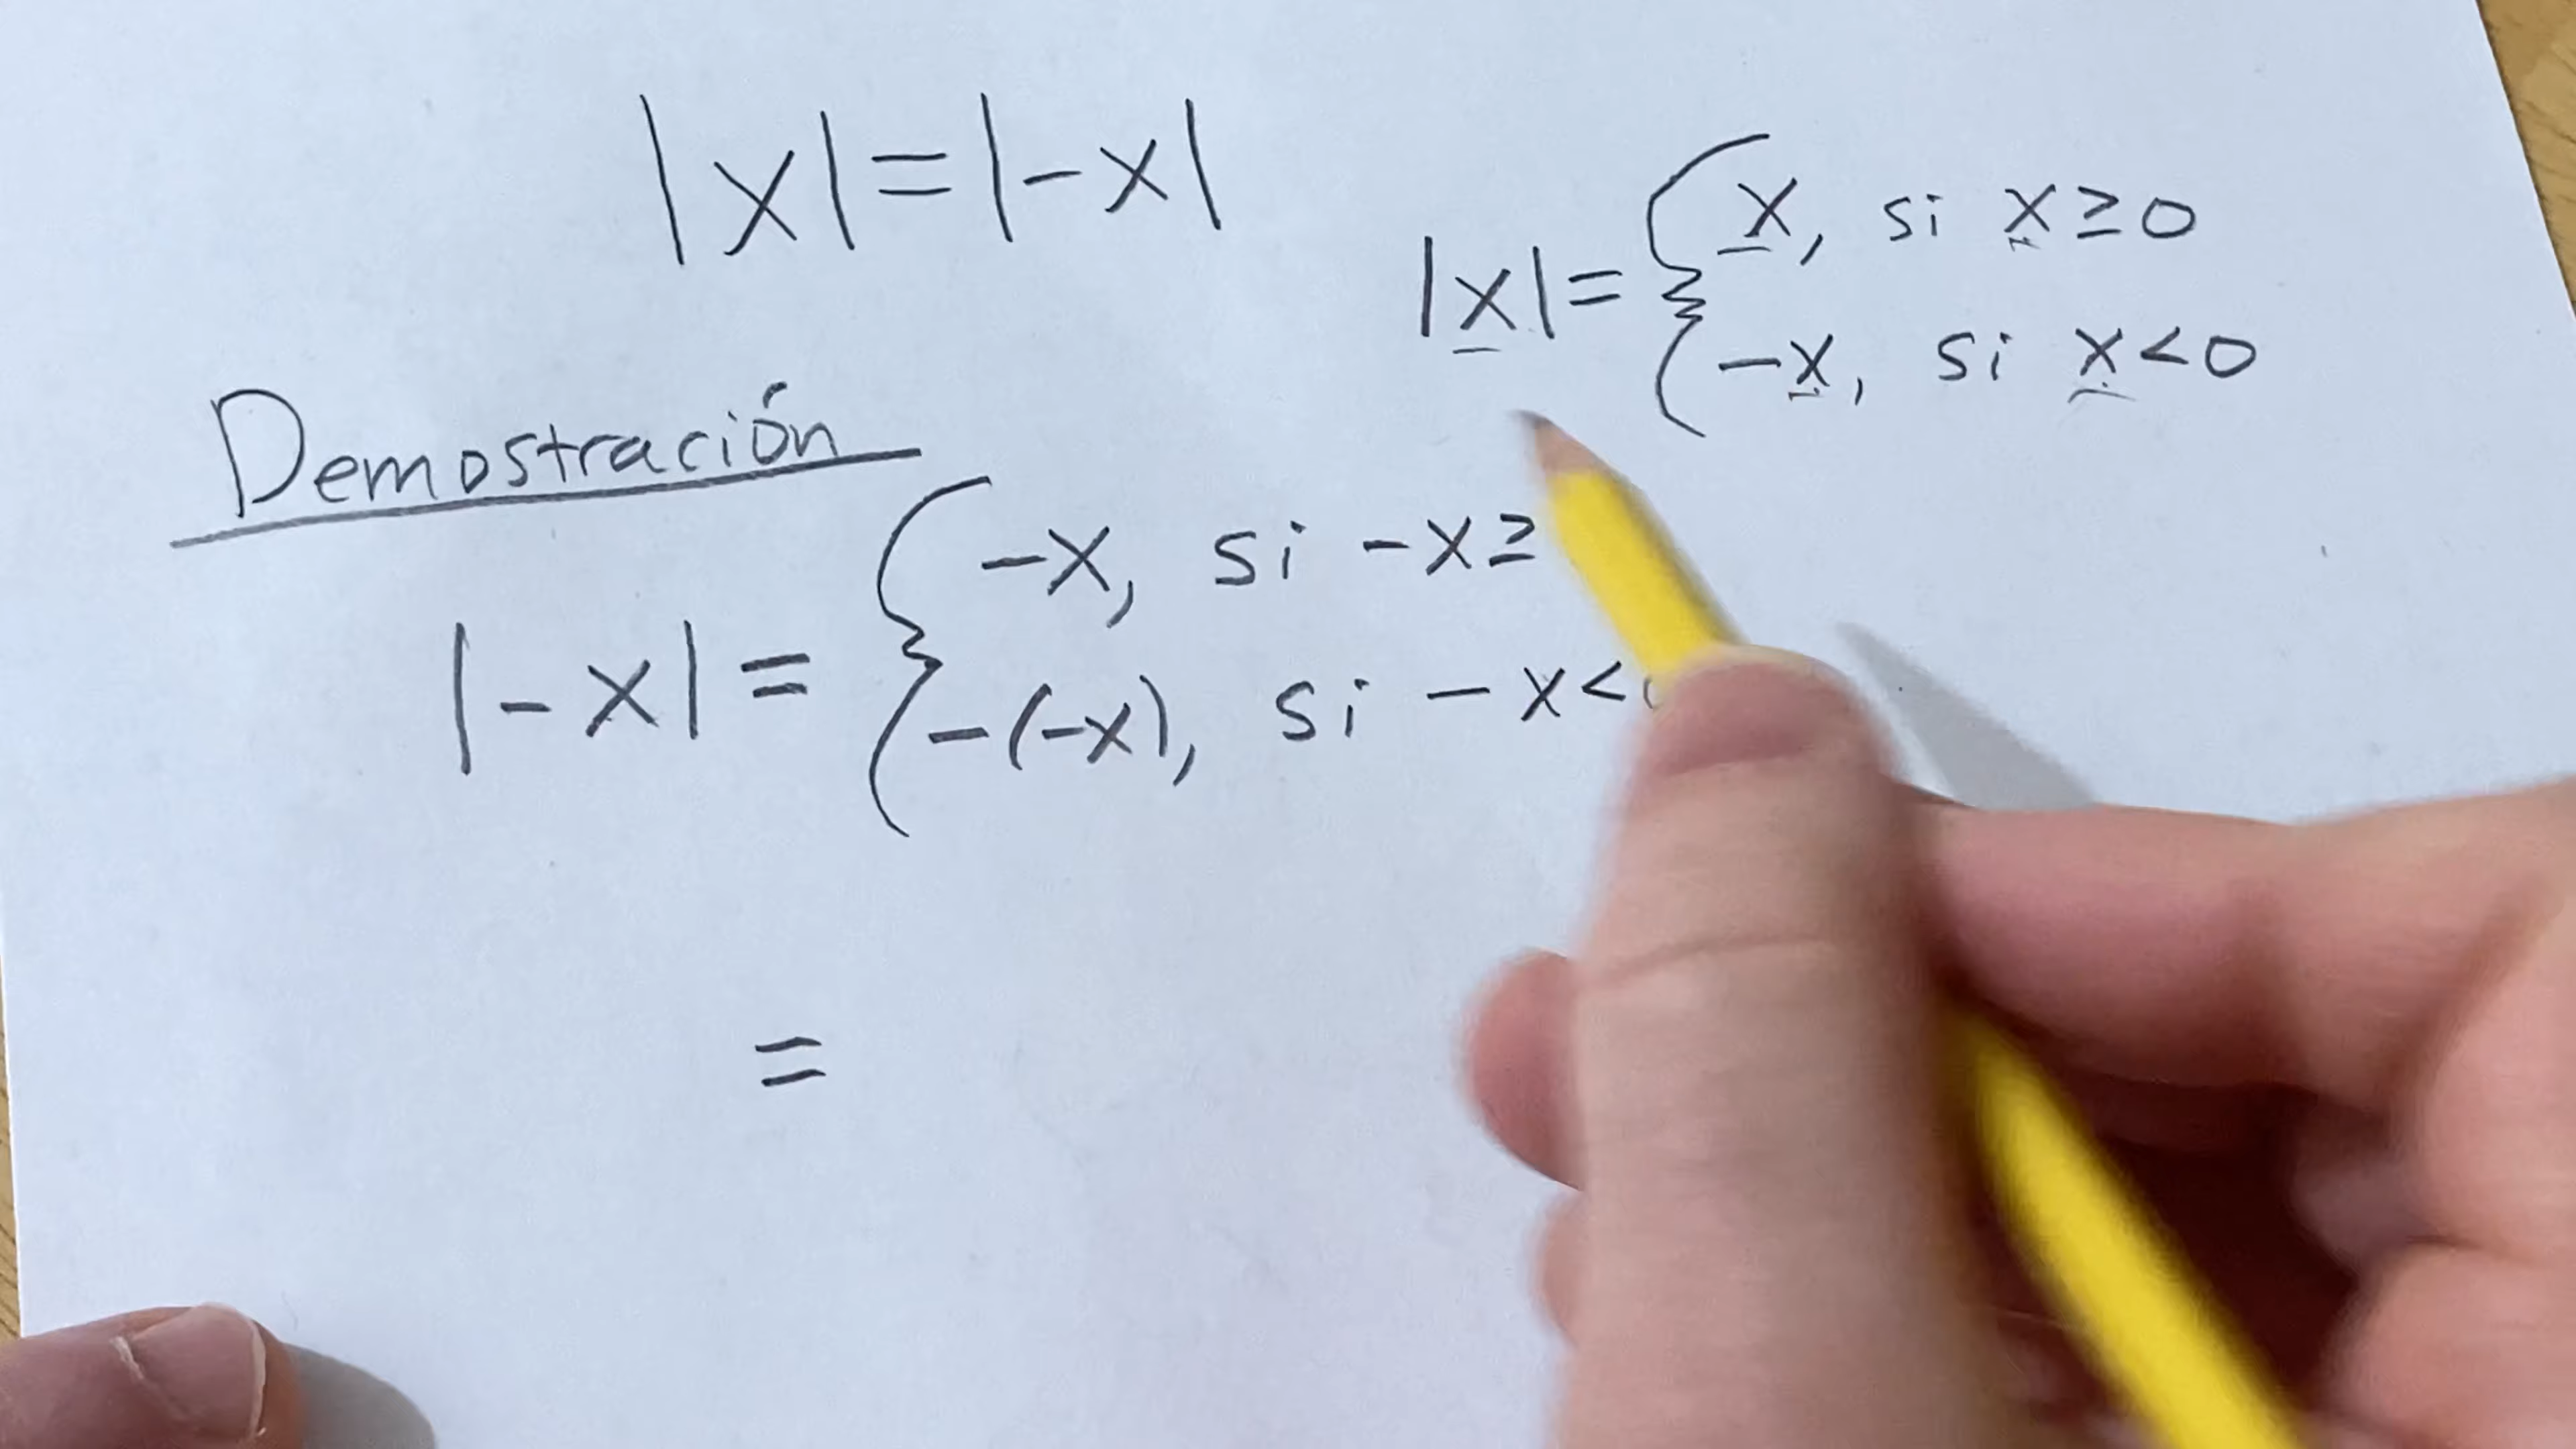 |x|=|-x|
|x|= { x, si x≥0
-x, si x<0
Demostración
|-x|= { -x, si -x≥
-(-x), si -x<
=